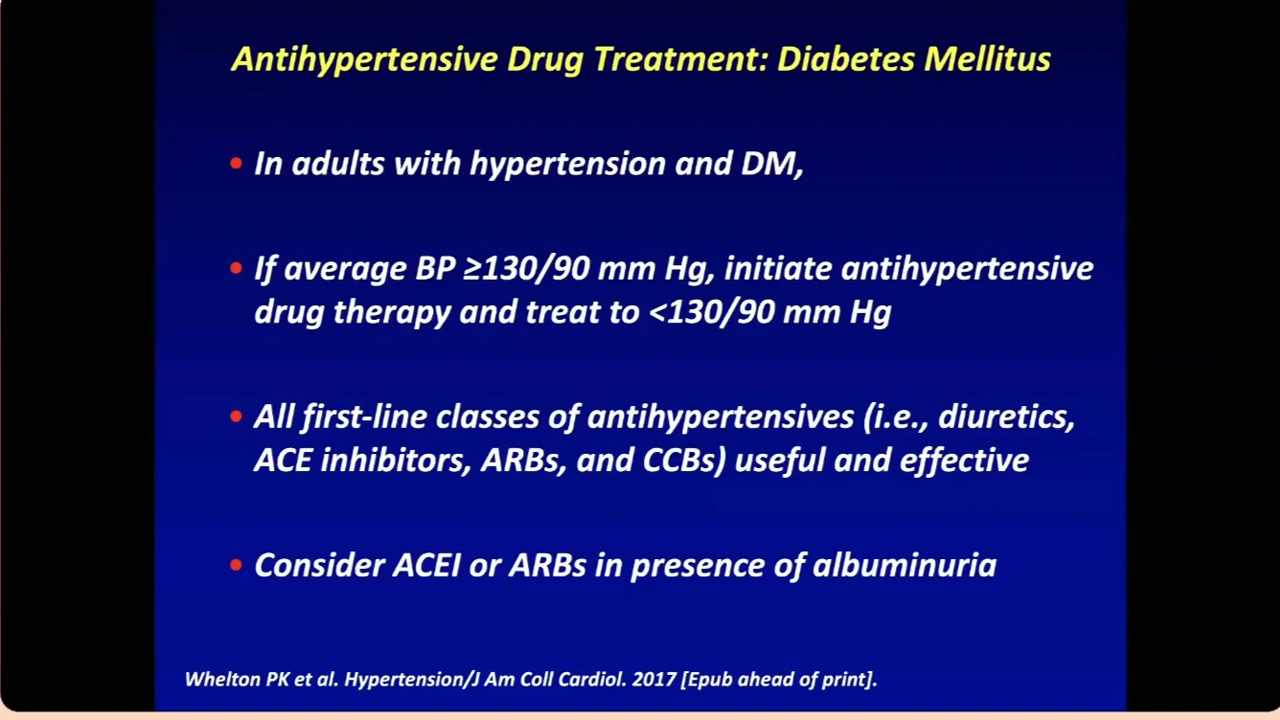 Antihypertensive Drug Treatment: Diabetes Mellitus
• In adults with hypertension and DM,
• If average BP ≥130/90 mm Hg, initiate antihypertensive
drug therapy and treat to <130/90 mm Hg
• All first-line classes of antihypertensives (i.e., diuretics,
ACE inhibitors, ARBs, and CCBs) useful and effective
• Consider ACEI or ARBs in presence of albuminuria
Whelton PK et al. Hypertension/J Am Coll Cardiol. 2017 [Epub ahead of print].